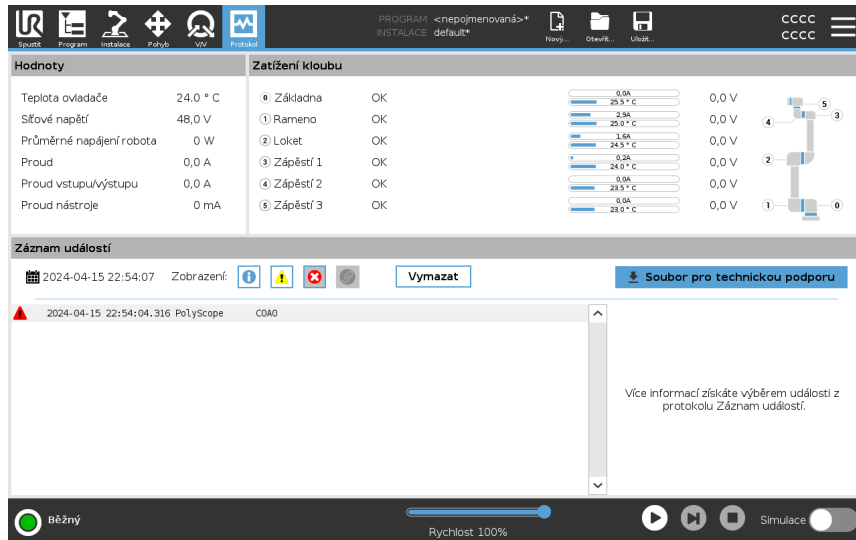 UR
Spustit
Program
Instalace
Pohyb
V/V
Protokol
PROGRAM <nepojmenovaná>*
INSTALACE default*
Nový...
Otevřít...
Uložit...
CCCC
CCCC
Hodnoty
Teplota ovladače 24.0 ° C
Síťové napětí 48,0 V
Průměrné napájení robota 0 W
Proud 0,0 A
Proud vstupu/výstupu 0,0 A
Proud nástroje 0 mA
Zatížení kloubu
0 Základna OK 0,0A 25.5 ° C 0,0 V
1 Rameno OK 2,9A 25.0 ° C 0,0 V
2 Loket OK 1,6A 24.5 ° C 0,0 V
3 Zápěstí 1 OK 0,2A 24.0 ° C 0,0 V
4 Zápěstí 2 OK 0,0A 23.5 ° C 0,0 V
5 Zápěstí 3 OK 0,0A 23.0 ° C 0,0 V
5
4 3
2
1 0
Záznam událostí
2024-04-15 22:54:07 Zobrazení: Vymazat Soubor pro technickou podporu
2024-04-15 22:54:04.316 PolyScope C0A0
Více informací získáte výběrem události z
protokolu Záznam událostí.
Běžný
Rychlost 100%
Simulace